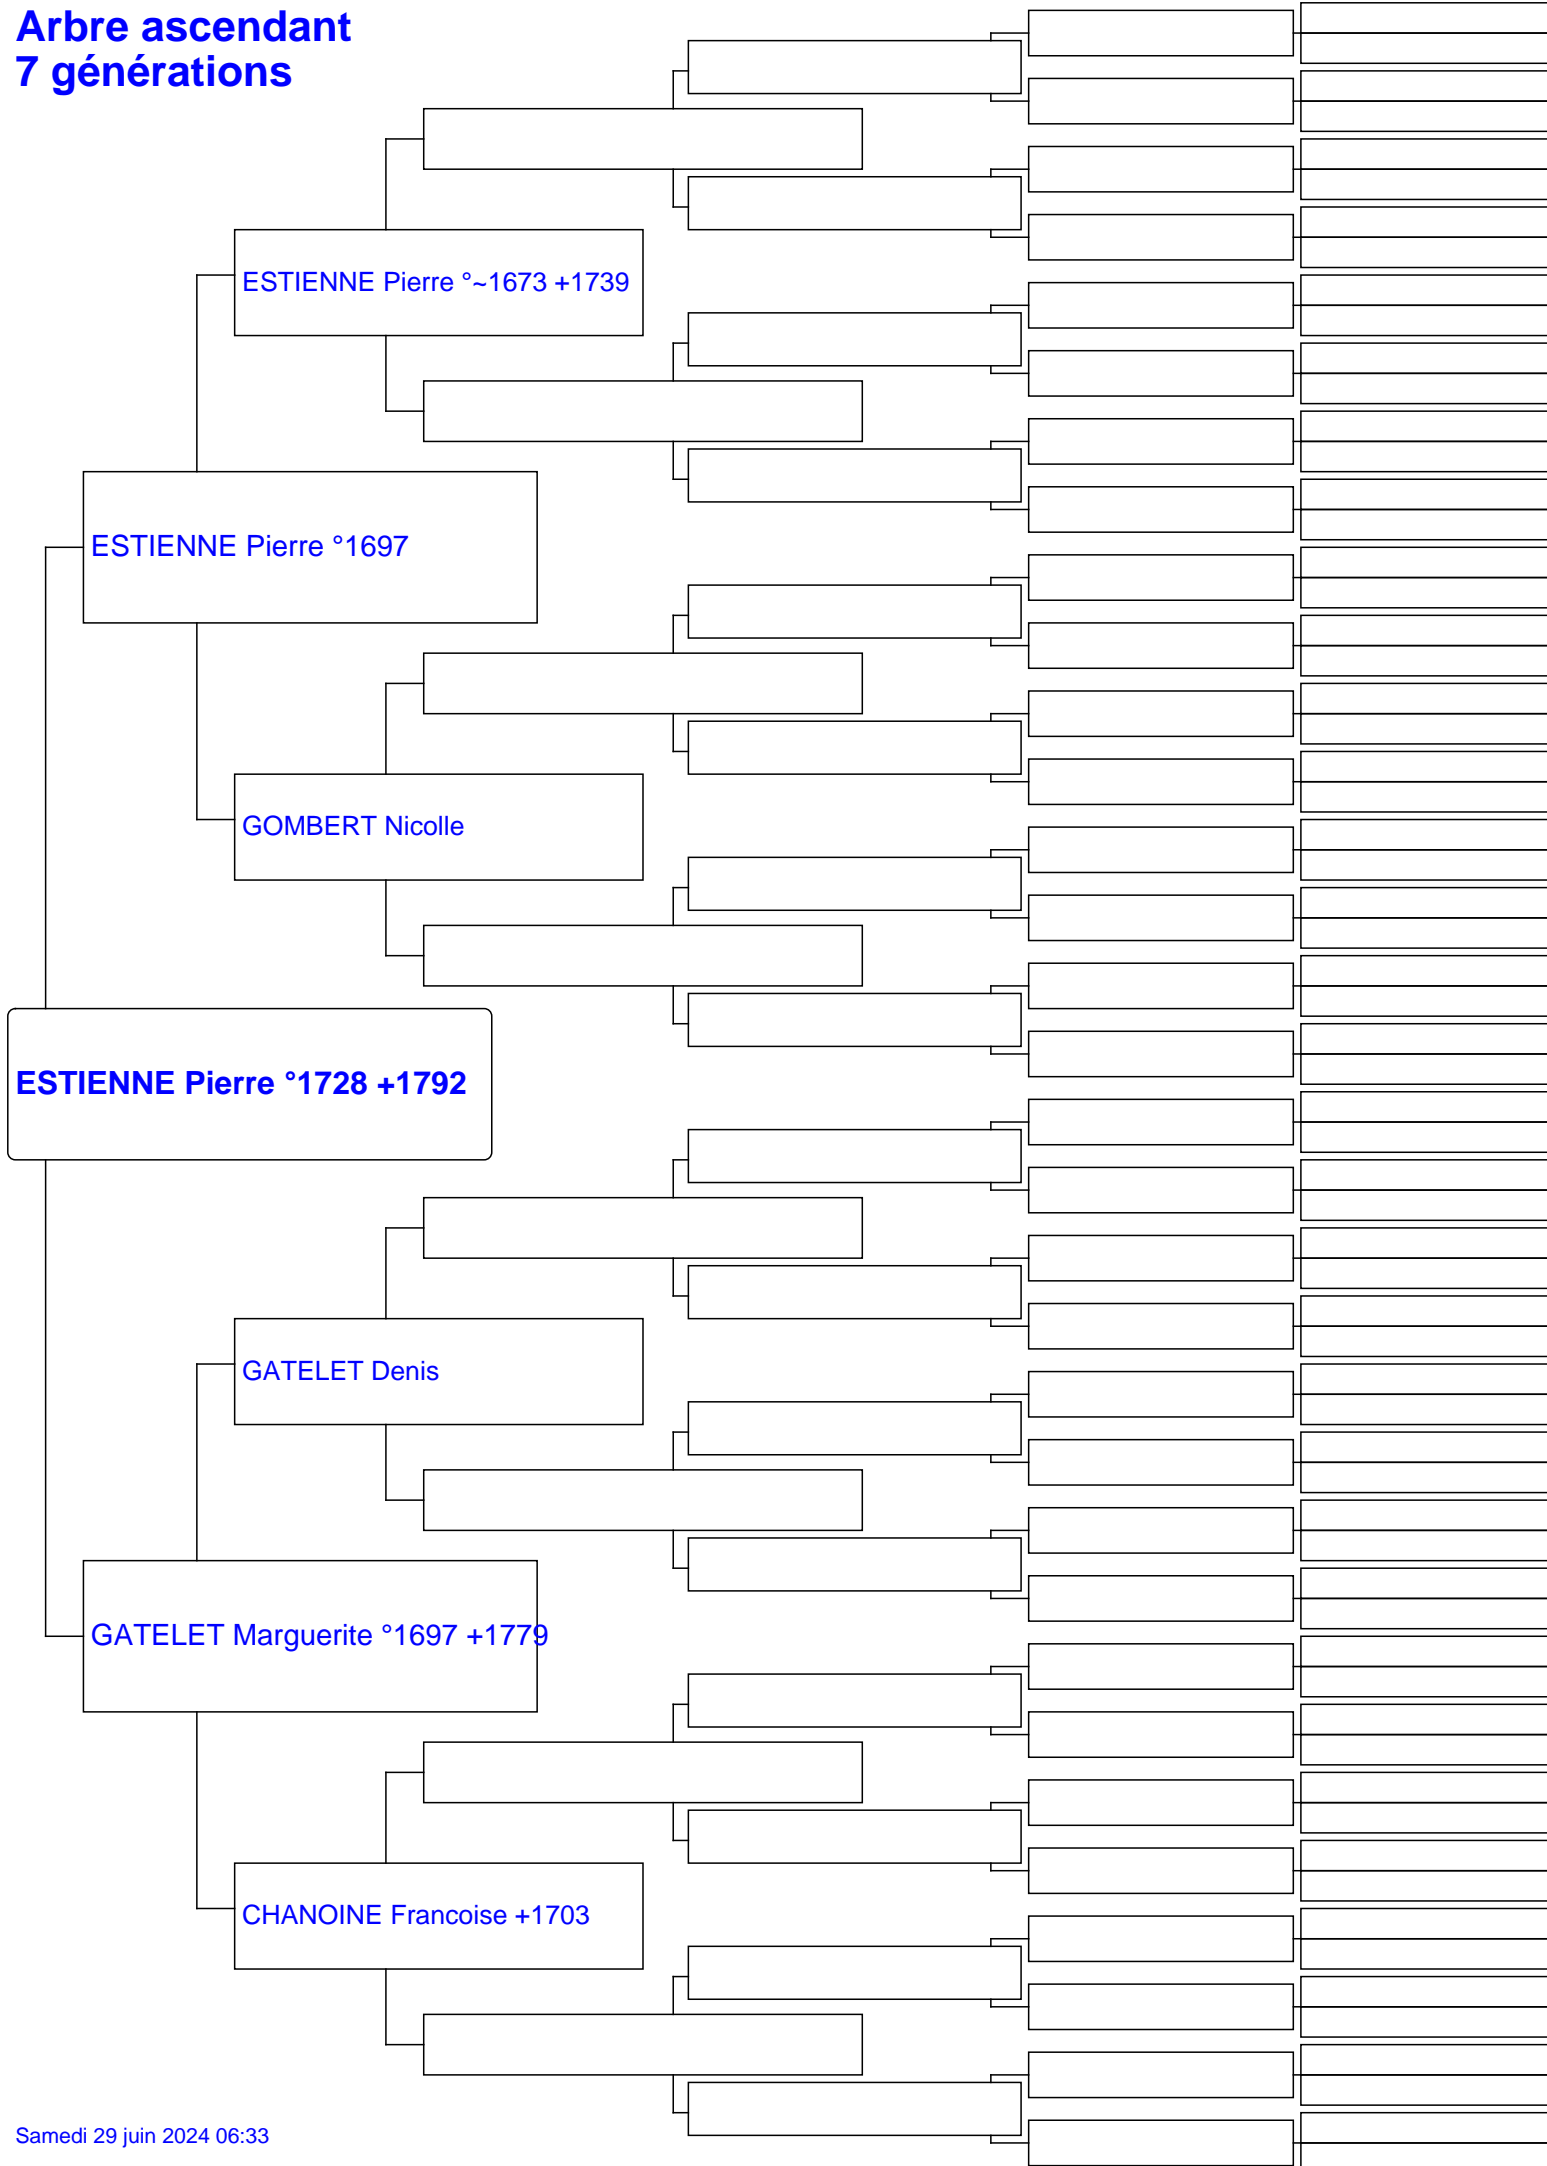 Arbre ascendant
7 générations
ESTIENNE Pierre °~1673 +1739
ESTIENNE Pierre °1697
GOMBERT Nicolle
ESTIENNE Pierre °1728 +1792
GATELET Denis
GATELET Marguerite °1697 +1779
CHANOINE Francoise +1703
Samedi 29 juin 2024 06:33